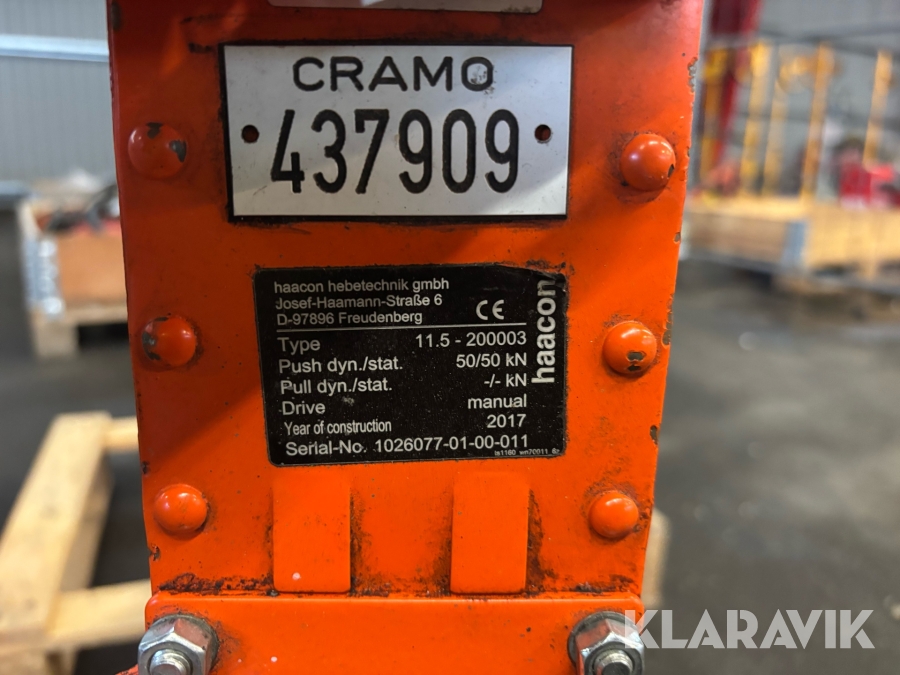 CRAMO
437909
haacon hebetechnik gmbh
Josef-Haamann-Straße 6
D-97896 Freudenberg
CE
haacon
Type 11.5 - 200003
Push dyn./stat. 50/50 kN
Pull dyn./stat. -/- kN
Drive manual
Year of construction 2017
Serial-No. 1026077-01-00-011
KLARAVIK